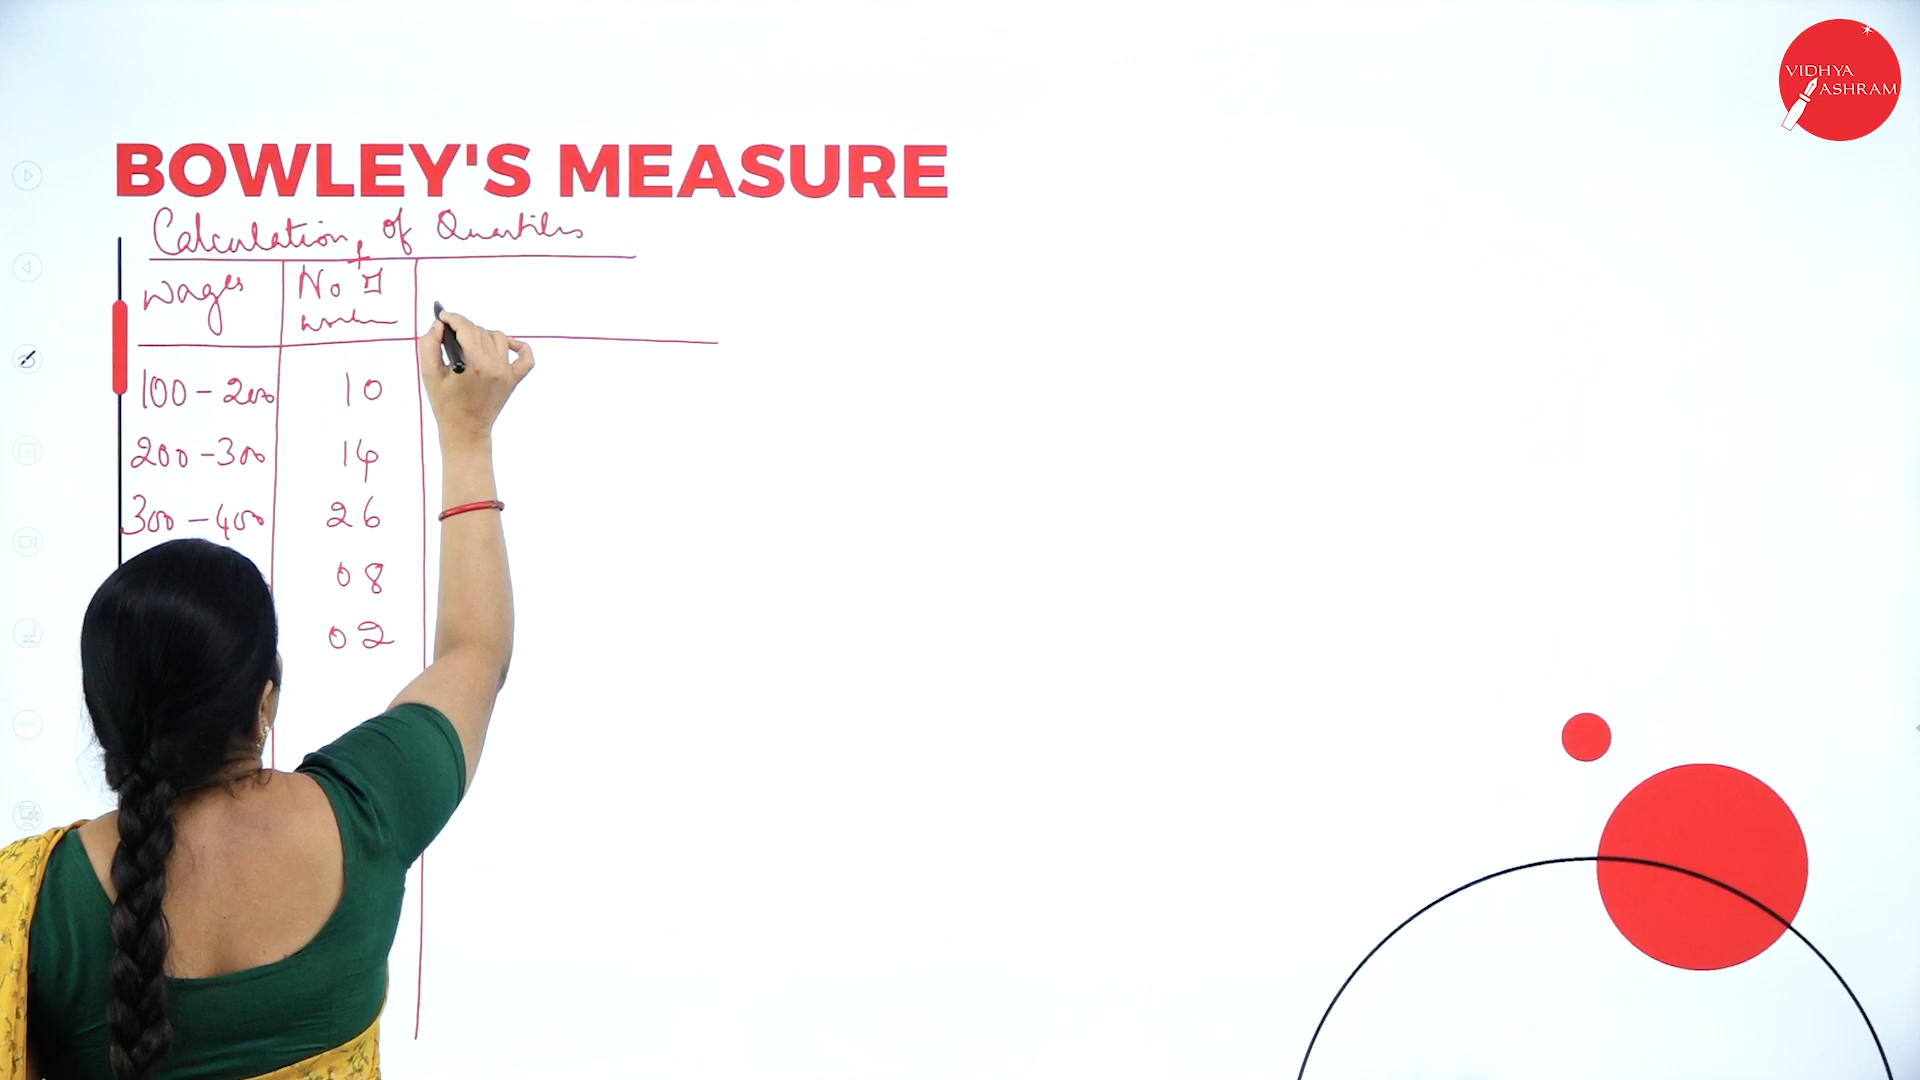 VIDHYA
ASHRAM
BOWLEY'S MEASURE
Calculation of Quartiles
f
Wages No of
100 - 200 10
200 - 300 14
300 - 400 26
08
02